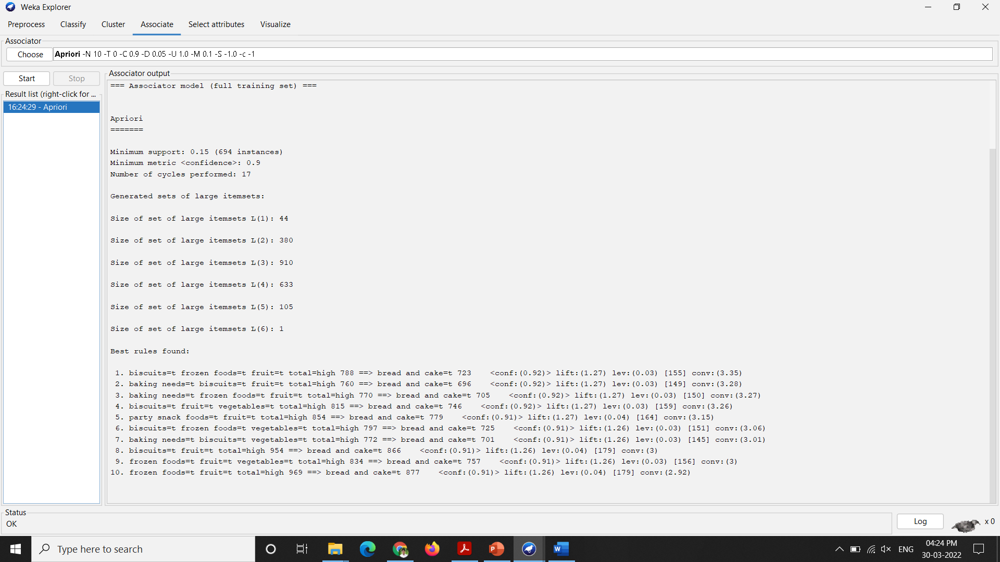 Weka Explorer
Preprocess Classify Cluster Associate Select attributes Visualize
Associator
Choose Apriori -N 10 -T 0 -C 0.9 -D 0.05 -U 1.0 -M 0.1 -S -1.0 -c -1
Start Stop
Result list (right-click for ...
16:24:29 - Apriori
Associator output
=== Associator model (full training set) ===
Apriori
=======
Minimum support: 0.15 (694 instances)
Minimum metric <confidence>: 0.9
Number of cycles performed: 17
Generated sets of large itemsets:
Size of set of large itemsets L(1): 44
Size of set of large itemsets L(2): 380
Size of set of large itemsets L(3): 910
Size of set of large itemsets L(4): 633
Size of set of large itemsets L(5): 105
Size of set of large itemsets L(6): 1
Best rules found:
1. biscuits=t frozen foods=t fruit=t total=high 788 ==> bread and cake=t 723 <conf:(0.92)> lift:(1.27) lev:(0.03) [155] conv:(3.35)
2. baking needs=t biscuits=t fruit=t total=high 760 ==> bread and cake=t 696 <conf:(0.92)> lift:(1.27) lev:(0.03) [149] conv:(3.28)
3. baking needs=t frozen foods=t fruit=t total=high 770 ==> bread and cake=t 705 <conf:(0.92)> lift:(1.27) lev:(0.03) [150] conv:(3.27)
4. biscuits=t fruit=t vegetables=t total=high 815 ==> bread and cake=t 746 <conf:(0.92)> lift:(1.27) lev:(0.03) [159] conv:(3.26)
5. party snack foods=t fruit=t total=high 854 ==> bread and cake=t 779 <conf:(0.91)> lift:(1.27) lev:(0.04) [164] conv:(3.15)
6. biscuits=t frozen foods=t vegetables=t total=high 797 ==> bread and cake=t 725 <conf:(0.91)> lift:(1.26) lev:(0.03) [151] conv:(3.06)
7. baking needs=t biscuits=t vegetables=t total=high 772 ==> bread and cake=t 701 <conf:(0.91)> lift:(1.26) lev:(0.03) [145] conv:(3.01)
8. biscuits=t fruit=t total=high 954 ==> bread and cake=t 866 <conf:(0.91)> lift:(1.26) lev:(0.04) [179] conv:(3)
9. frozen foods=t fruit=t vegetables=t total=high 834 ==> bread and cake=t 757 <conf:(0.91)> lift:(1.26) lev:(0.03) [156] conv:(3)
10. frozen foods=t fruit=t total=high 969 ==> bread and cake=t 877 <conf:(0.91)> lift:(1.26) lev:(0.04) [179] conv:(2.92)
Status
OK
Log x 0
Type here to search
P
W
ENG
04:24 PM
30-03-2022